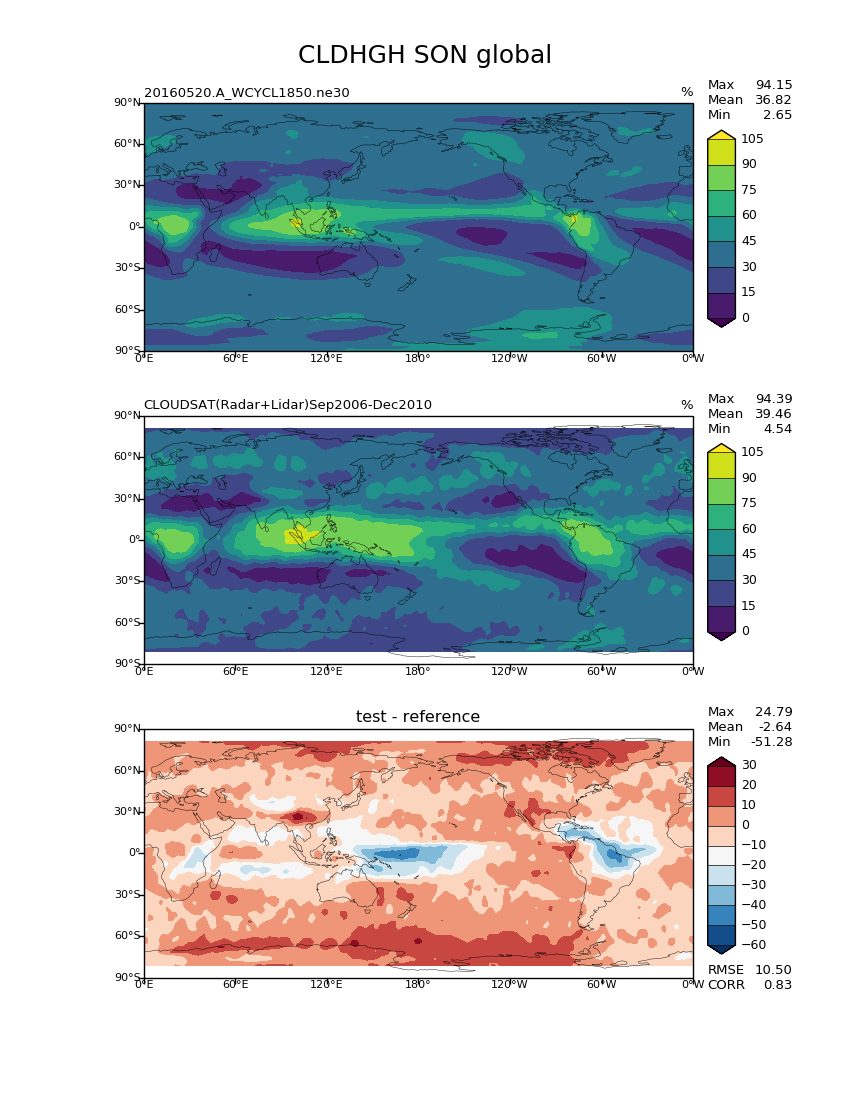 CLDHGH SON global
20160520.A_WCYCL1850.ne30
%
Max 94.15
Mean 36.82
Min 2.65
90°N
60°N
30°N
0°
30°S
60°S
90°S
0°E 60°E 120°E 180° 120°W 60°W 0°W
105
90
75
60
45
30
15
0
CLOUDSAT(Radar+Lidar)Sep2006-Dec2010
%
Max 94.39
Mean 39.46
Min 4.54
90°N
60°N
30°N
0°
30°S
60°S
90°S
0°E 60°E 120°E 180° 120°W 60°W 0°W
105
90
75
60
45
30
15
0
test - reference
Max 24.79
Mean -2.64
Min -51.28
90°N
60°N
30°N
0°
30°S
60°S
90°S
0°E 60°E 120°E 180° 120°W 60°W 0°W
30
20
10
0
−10
−20
−30
−40
−50
−60
RMSE 10.50
CORR 0.83